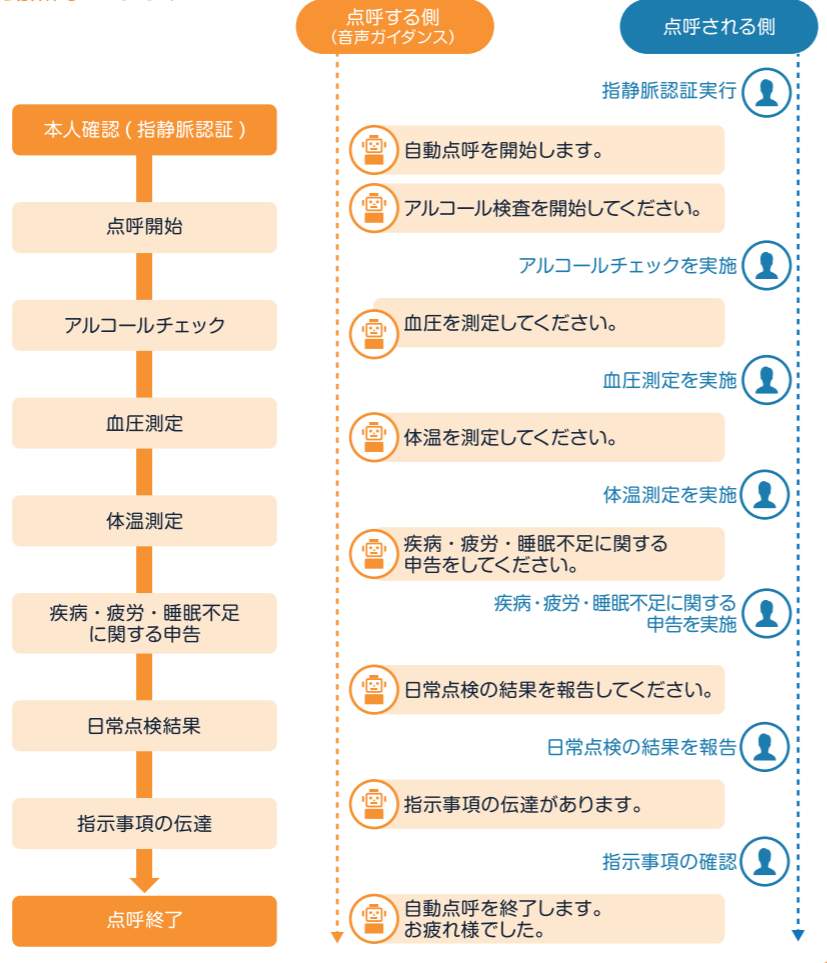 点呼する側
(音声ガイダンス)
点呼される側
本人確認(指静脈認証)
点呼開始
アルコールチェック
血圧測定
体温測定
疾病・疲労・睡眠不足
に関する申告
日常点検結果
指示事項の伝達
点呼終了
指静脈認証実行
自動点呼を開始します。
アルコール検査を開始してください。
アルコールチェックを実施
血圧を測定してください。
血圧測定を実施
体温を測定してください。
体温測定を実施
疾病・疲労・睡眠不足に関する
申告をしてください。
疾病・疲労・睡眠不足に関する
申告を実施
日常点検の結果を報告してください。
日常点検の結果を報告
指示事項の伝達があります。
指示事項の確認
自動点呼を終了します。
お疲れ様でした。